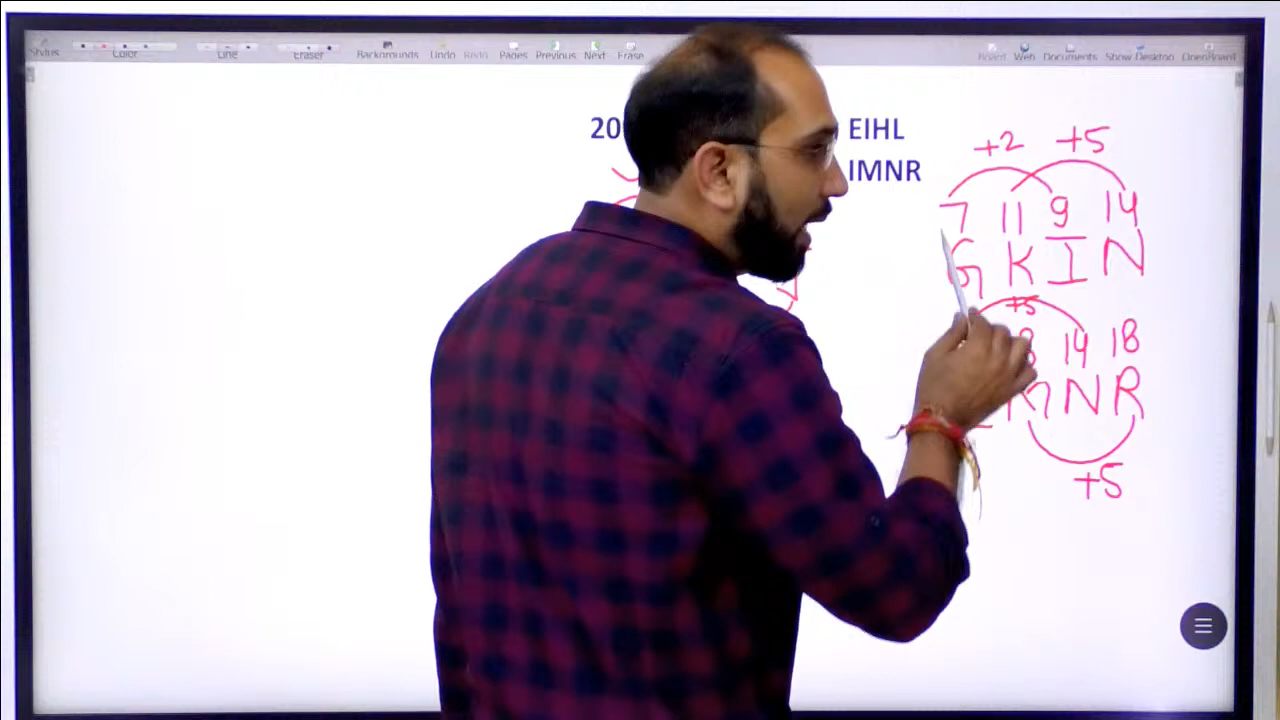 Stylus Color Line Eraser Backgrounds Undo Redo Pages Previous Next Erase Board Web Documents Show Desktop OpenBoard
20 EIHL
IMNR
+2 +5
7 11 9 14
G K I N
+5
14 18
M N R
+5